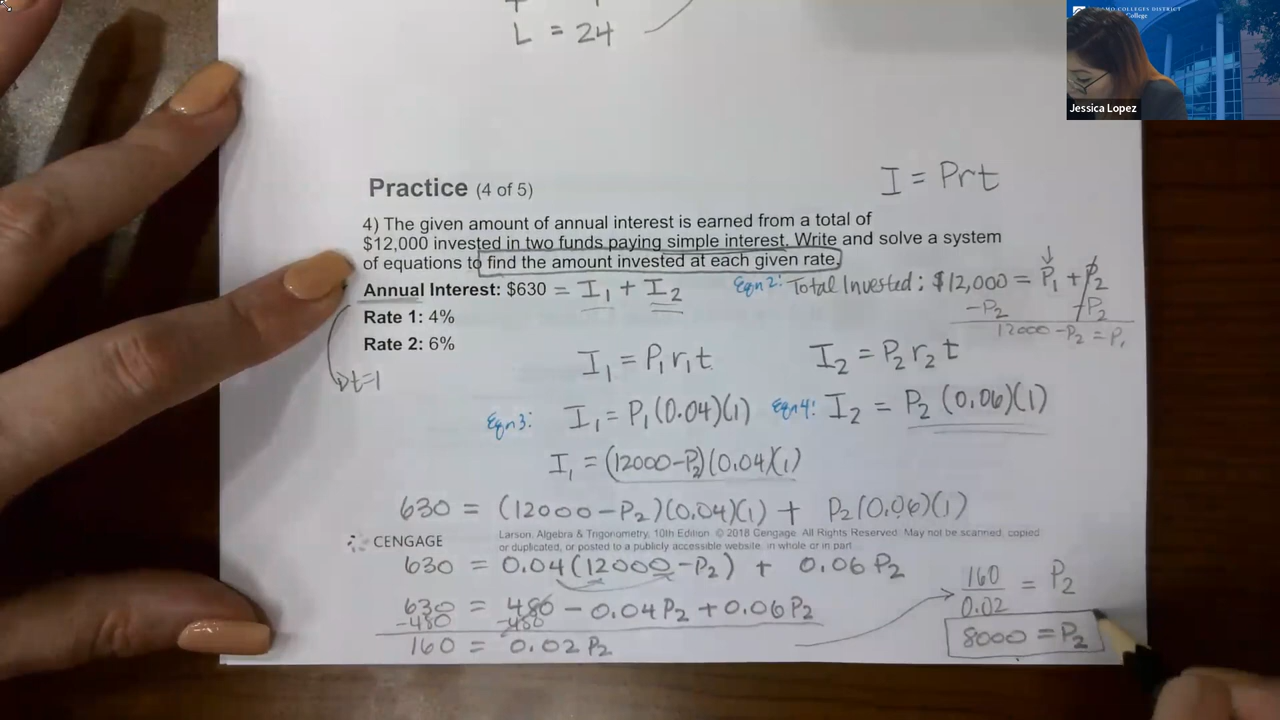 L = 24
COLLEGES DISTRICT
College
Jessica Lopez
I = Prt
Practice (4 of 5)
4) The given amount of annual interest is earned from a total of
$12,000 invested in two funds paying simple interest. Write and solve a system
of equations to find the amount invested at each given rate.
Annual Interest: $630 = I₁ + I₂
Eqn 2: Total Invested: $12,000 = P₁ + P₂
-P₂ -P₂
12000 - P₂ = P₁
Rate 1: 4%
Rate 2: 6%
t=1
I₁ = P₁r₁t
I₂ = P₂r₂t
Eqn 3: I₁ = P₁(0.04)(1)
Eqn 4: I₂ = P₂(0.06)(1)
I₁ = (12000-P₂)(0.04)(1)
630 = (12000-P₂)(0.04)(1) + P₂(0.06)(1)
CENGAGE
Larson, Algebra & Trigonometry, 10th Edition. © 2018 Cengage. All Rights Reserved. May not be scanned, copied
or duplicated, or posted to a publicly accessible website, in whole or in part.
630 = 0.04(12000-P₂) + 0.06P₂
630 = 480 - 0.04P₂ + 0.06P₂
-480 -480
160 = 0.02P₂
160/0.02 = P₂
8000 = P₂